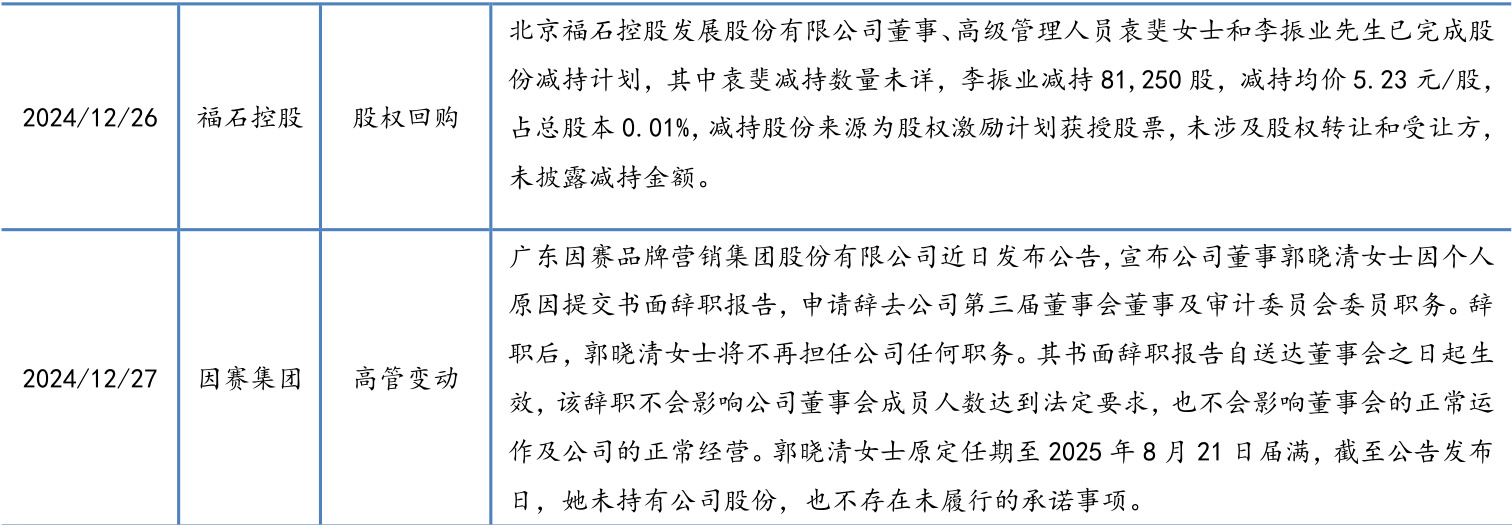 北京福石控股发展股份有限公司董事、高级管理人员袁斐女士和李振业先生已完成股
份减持计划，其中袁斐减持数量未详，李振业减持 81,250 股，减持均价 5.23 元/股，
2024/12/26 福石控股 股权回购
占总股本 0.01%，减持股份来源为股权激励计划获授股票，未涉及股权转让和受让方，
未披露减持金额。
广东因赛品牌营销集团股份有限公司近日发布公告，宣布公司董事郭晓清女士因个人
原因提交书面辞职报告，申请辞去公司第三届董事会董事及审计委员会委员职务。辞
职后，郭晓清女士将不再担任公司任何职务。其书面辞职报告自送达董事会之日起生
2024/12/27 因赛集团 高管变动
效，该辞职不会影响公司董事会成员人数达到法定要求，也不会影响董事会的正常运
作及公司的正常经营。郭晓清女士原定任期至 2025 年 8 月 21 日届满，截至公告发布
日，她未持有公司股份，也不存在未履行的承诺事项。